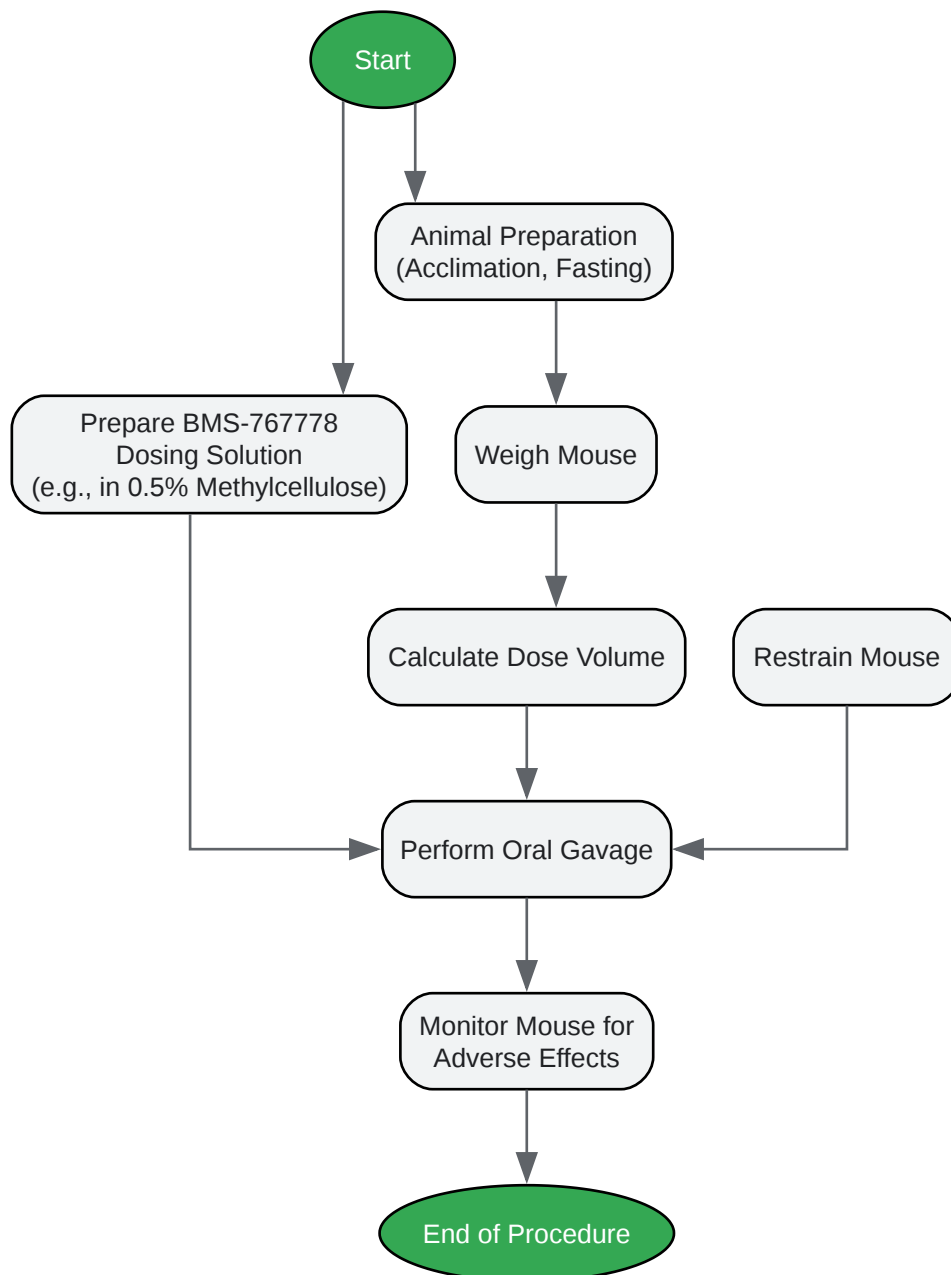 Start
Animal Preparation
(Acclimation, Fasting)
Prepare BMS-767778
Dosing Solution
(e.g., in 0.5% Methylcellulose)
Weigh Mouse
Calculate Dose Volume
Restrain Mouse
Perform Oral Gavage
Monitor Mouse for
Adverse Effects
End of Procedure